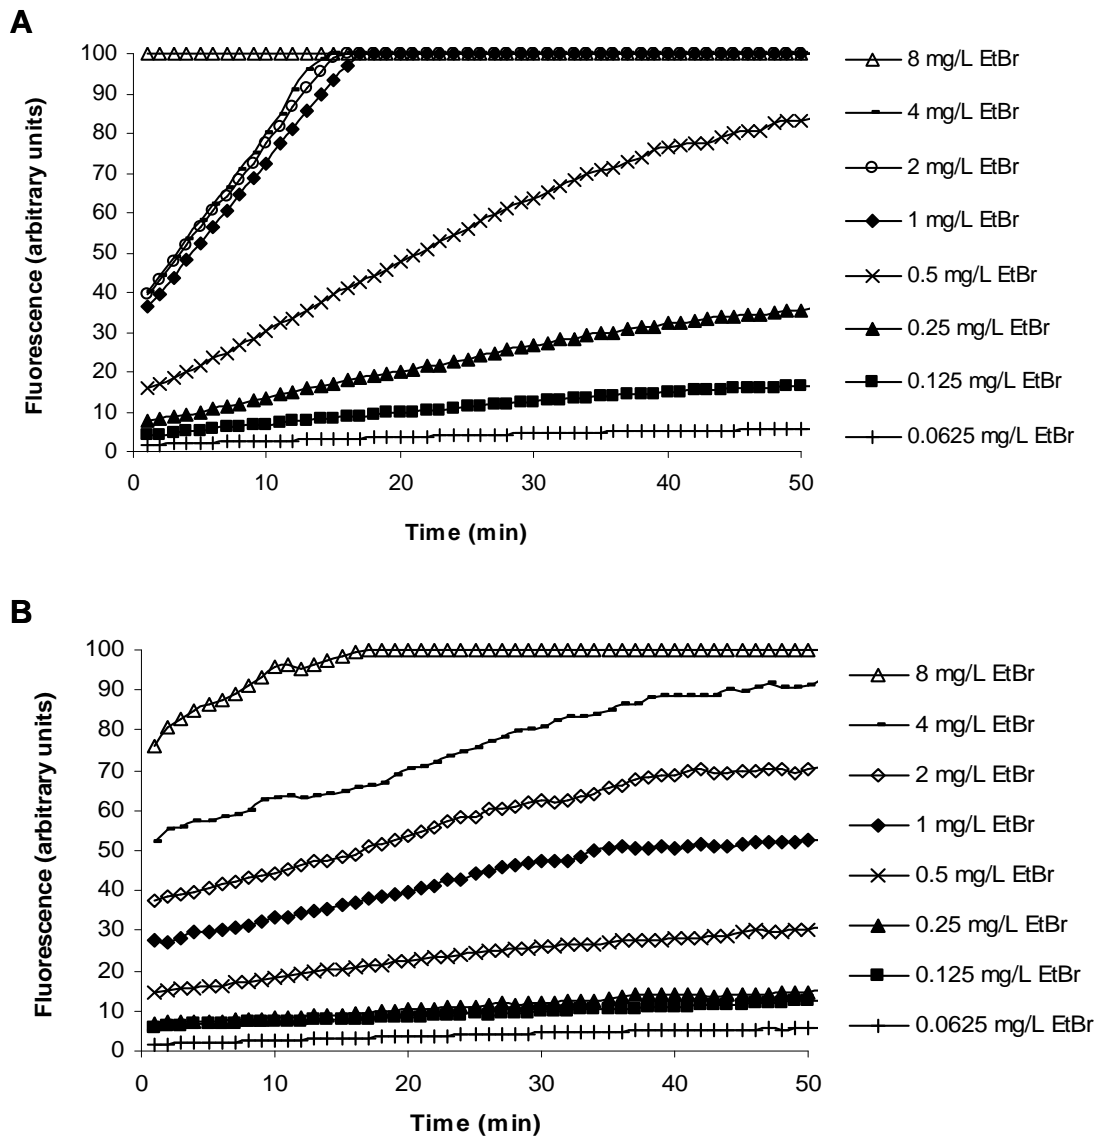 A
100
90
80
70
60
50
40
30
20
10
0
Fluorescence (arbitrary units)
0 10 20 30 40 50
Time (min)
8 mg/L EtBr
4 mg/L EtBr
2 mg/L EtBr
1 mg/L EtBr
0.5 mg/L EtBr
0.25 mg/L EtBr
0.125 mg/L EtBr
0.0625 mg/L EtBr
B
100
90
80
70
60
50
40
30
20
10
0
Fluorescence (arbitrary units)
0 10 20 30 40 50
Time (min)
8 mg/L EtBr
4 mg/L EtBr
2 mg/L EtBr
1 mg/L EtBr
0.5 mg/L EtBr
0.25 mg/L EtBr
0.125 mg/L EtBr
0.0625 mg/L EtBr